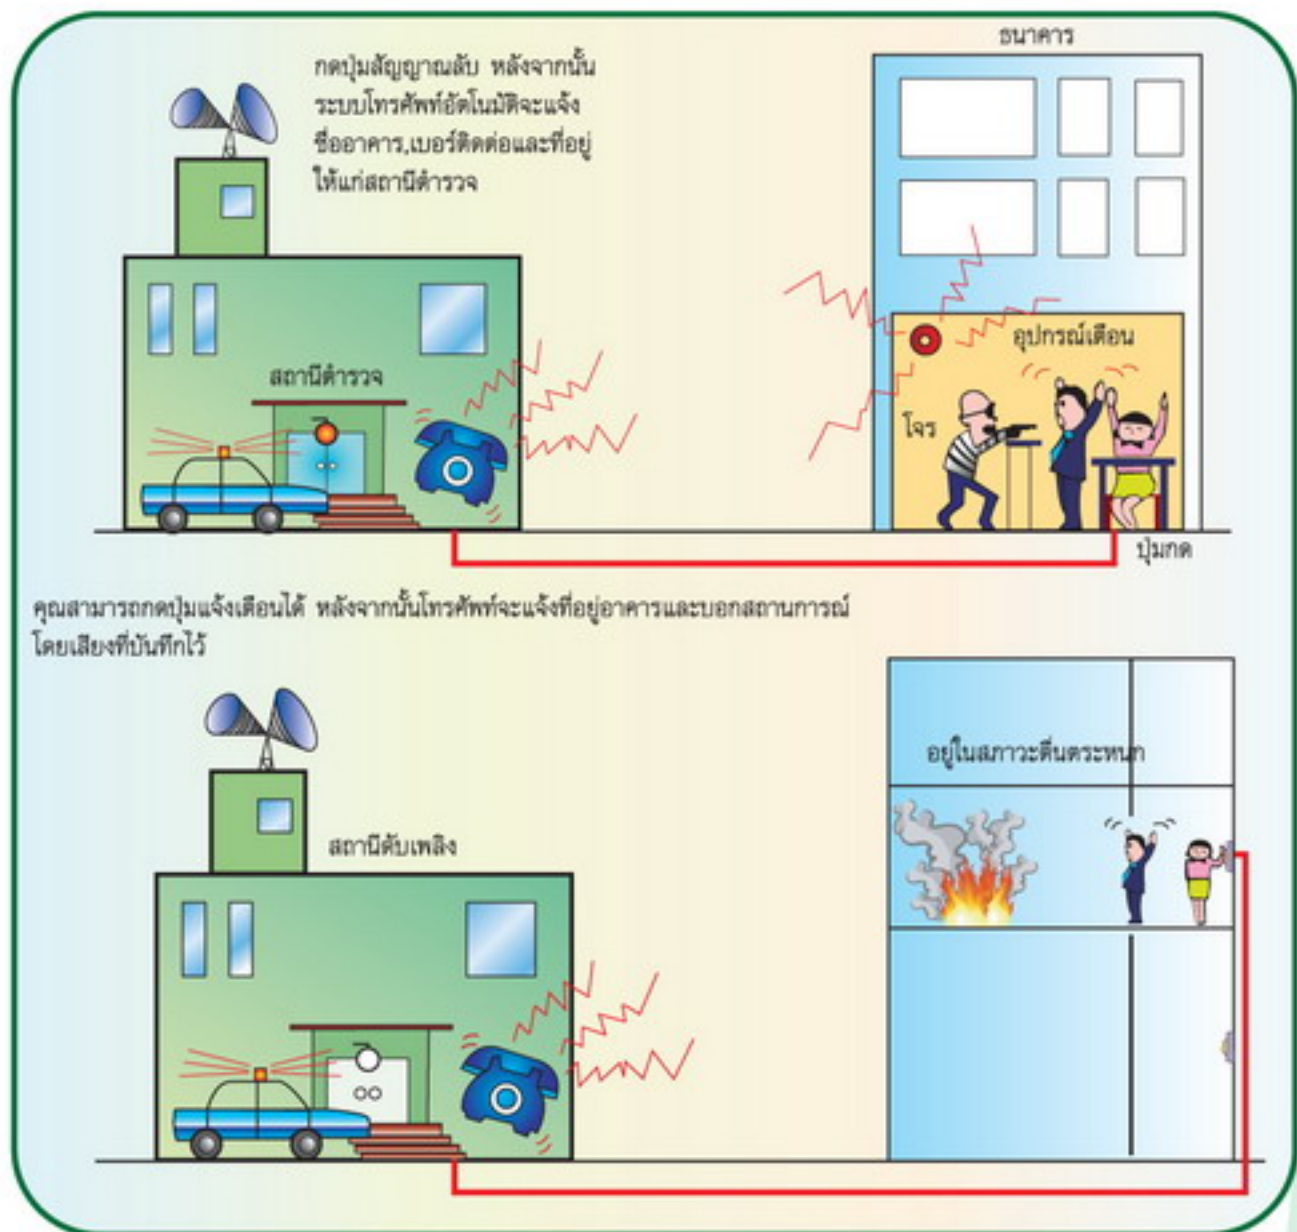 ธนาคาร
กดปุ่มสัญญาณลับ หลังจากนั้น
ระบบโทรศัพท์อัตโนมัติจะแจ้ง
ชื่ออาคาร,เบอร์ติดต่อและที่อยู่
ให้แก่สถานีตำรวจ
อุปกรณ์เตือน
สถานีตำรวจ
โจร
ปุ่มกด
คุณสามารถกดปุ่มแจ้งเตือนได้ หลังจากนั้นโทรศัพท์จะแจ้งที่อยู่อาคารและบอกสถานการณ์
โดยเสียงที่บันทึกไว้
อยู่ในสภาวะตื่นตระหนก
สถานีดับเพลิง